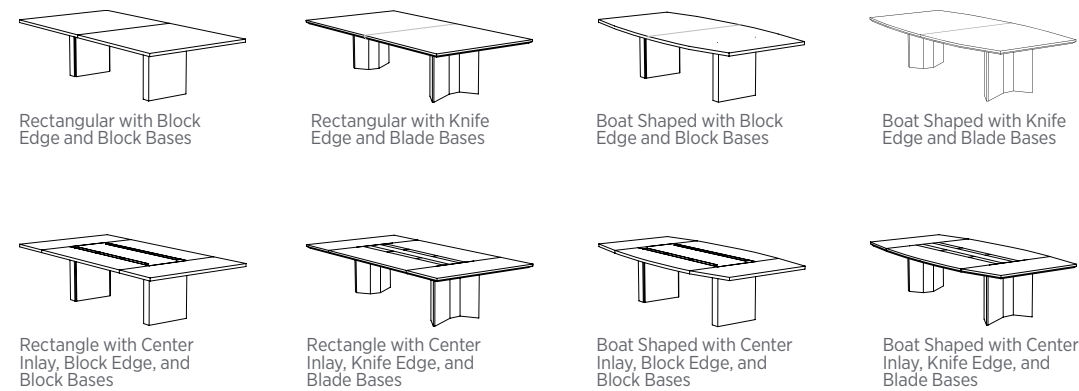 Rectangular with Block
Edge and Block Bases
Rectangular with Knife
Edge and Blade Bases
Boat Shaped with Block
Edge and Block Bases
Boat Shaped with Knife
Edge and Blade Bases
Rectangle with Center
Inlay, Block Edge, and
Block Bases
Rectangle with Center
Inlay, Knife Edge, and
Blade Bases
Boat Shaped with Center
Inlay, Block Edge, and
Block Bases
Boat Shaped with Center
Inlay, Knife Edge, and
Blade Bases